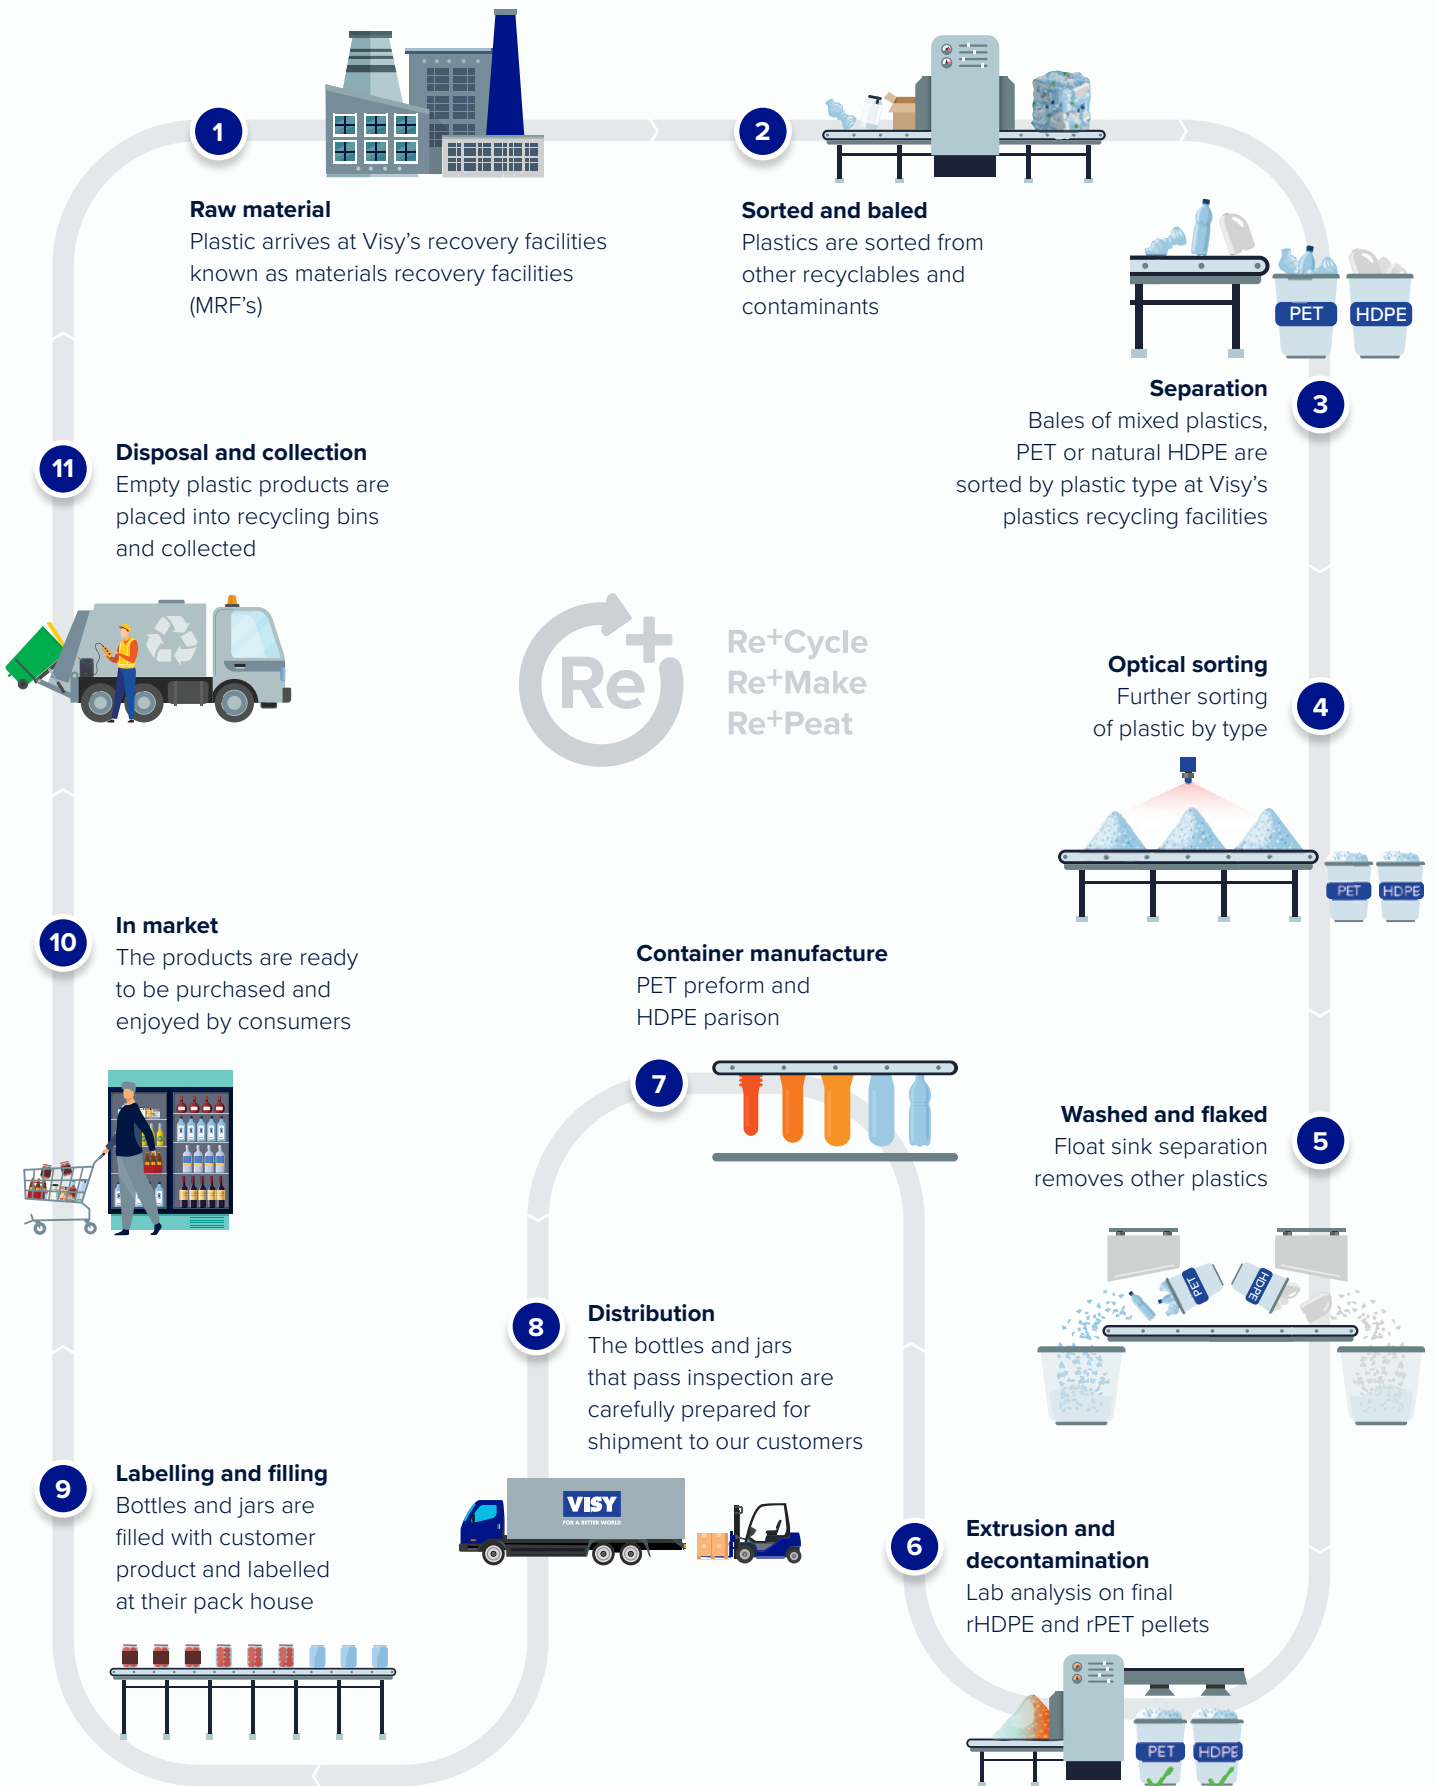 1
Raw material
Plastic arrives at Visy's recovery facilities
known as materials recovery facilities
(MRF's)
2
Sorted and baled
Plastics are sorted from
other recyclables and
contaminants
PET
HDPE
3
Separation
Bales of mixed plastics,
PET or natural HDPE are
sorted by plastic type at Visy's
plastics recycling facilities
4
Optical sorting
Further sorting
of plastic by type
PET
HDPE
5
Washed and flaked
Float sink separation
removes other plastics
PET
HDPE
6
Extrusion and
decontamination
Lab analysis on final
rHDPE and rPET pellets
PET
HDPE
7
Container manufacture
PET preform and
HDPE parison
8
Distribution
The bottles and jars
that pass inspection are
carefully prepared for
shipment to our customers
VISY
FOR A BETTER WORLD
9
Labelling and filling
Bottles and jars are
filled with customer
product and labelled
at their pack house
10
In market
The products are ready
to be purchased and
enjoyed by consumers
11
Disposal and collection
Empty plastic products are
placed into recycling bins
and collected
Re+
Re+Cycle
Re+Make
Re+Peat